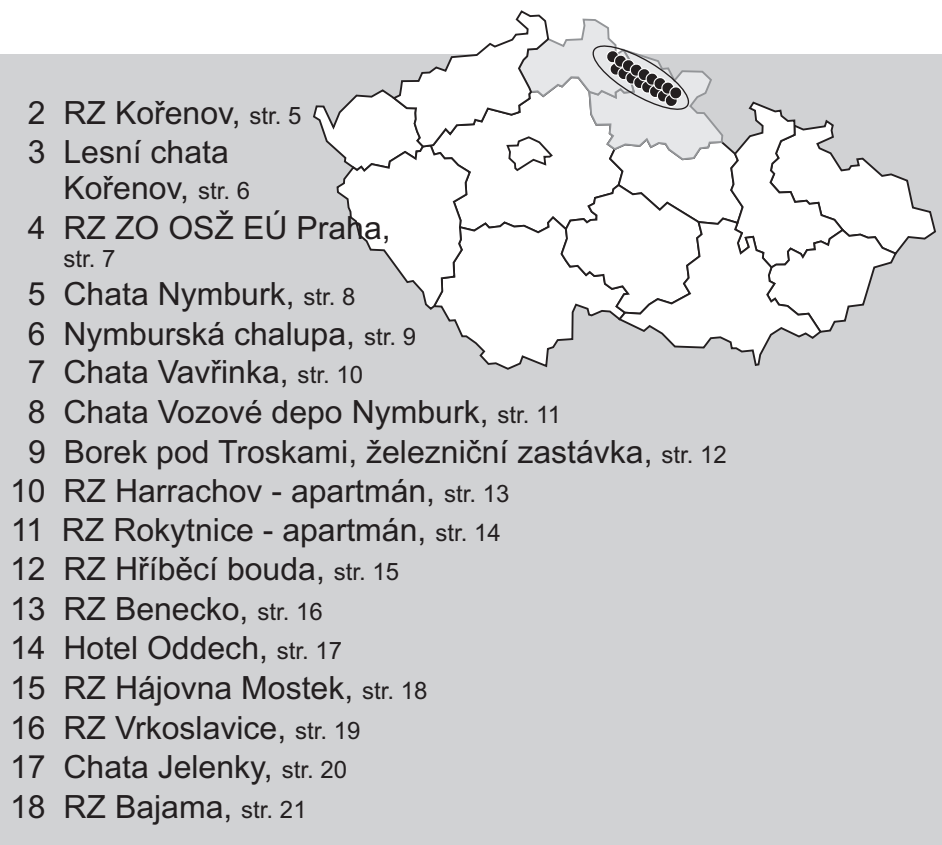 2 RZ Kořenov, str. 5
3 Lesní chata
Kořenov, str. 6
4 RZ ZO OSŽ EÚ Praha,
str. 7
5 Chata Nymburk, str. 8
6 Nymburská chalupa, str. 9
7 Chata Vavřinka, str. 10
8 Chata Vozové depo Nymburk, str. 11
9 Borek pod Troskami, železniční zastávka, str. 12
10 RZ Harrachov - apartmán, str. 13
11 RZ Rokytnice - apartmán, str. 14
12 RZ Hříběcí bouda, str. 15
13 RZ Benecko, str. 16
14 Hotel Oddech, str. 17
15 RZ Hájovna Mostek, str. 18
16 RZ Vrkoslavice, str. 19
17 Chata Jelenky, str. 20
18 RZ Bajama, str. 21